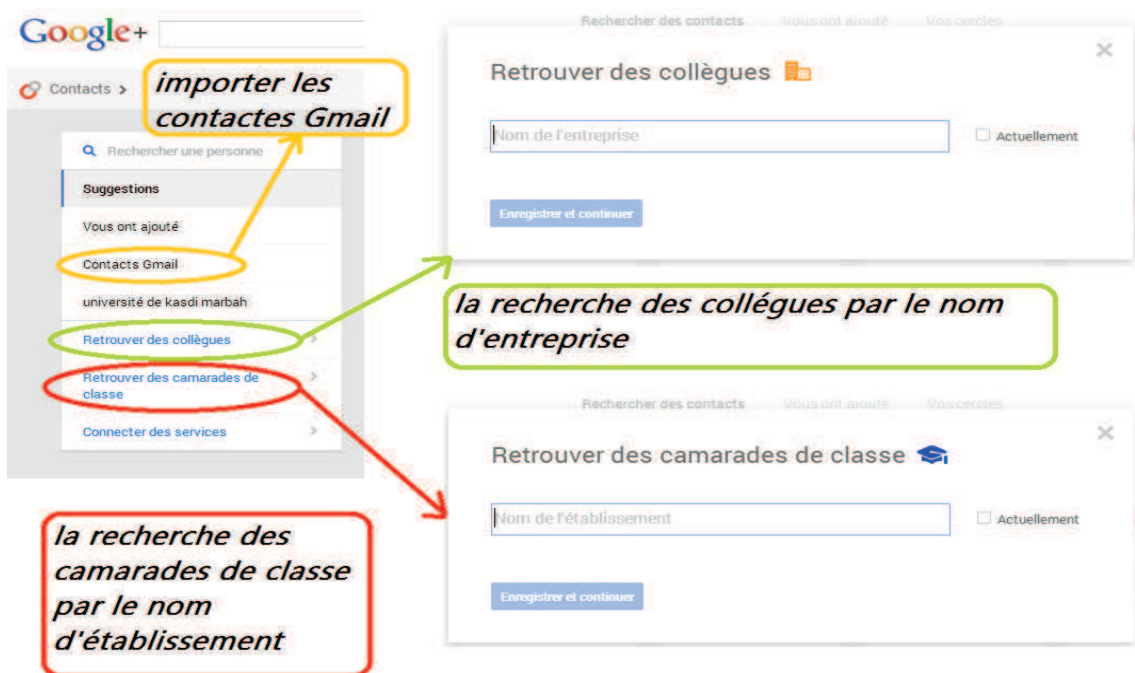 Google+
Contacts >
importer les
contactes Gmail
Rechercher une personne
Suggestions
Vous ont ajouté
Contacts Gmail
université de kasdi marbah
Retrouver des collègues
Retrouver des camarades de
classe
Connecter des services
la recherche des
camarades de classe
par le nom
d'établissement
Rechercher des contacts Vous ont ajouté Vos cercles
Retrouver des collègues
Nom de l'entreprise
Actuellement
Enregistrer et continuer
la recherche des collégues par le nom
d'entreprise
Rechercher des contacts Vous ont ajouté Vos cercles
Retrouver des camarades de classe
Nom de l'établissement
Actuellement
Enregistrer et continuer